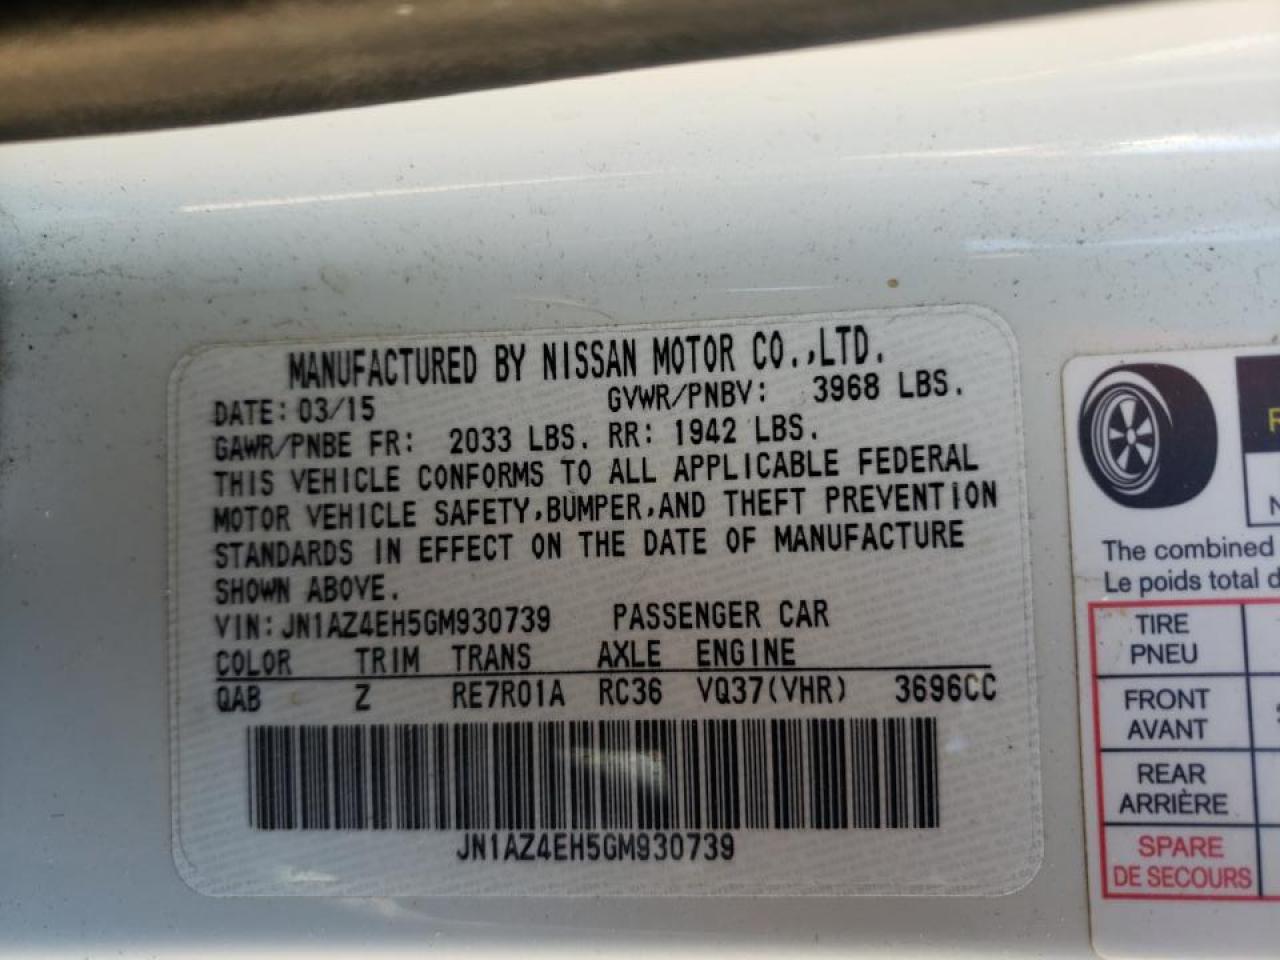 MANUFACTURED BY NISSAN MOTOR CO.,LTD.
DATE: 03/15 GVWR/PNBV: 3968 LBS.
GAWR/PNBE FR: 2033 LBS. RR: 1942 LBS.
THIS VEHICLE CONFORMS TO ALL APPLICABLE FEDERAL
MOTOR VEHICLE SAFETY,BUMPER,AND THEFT PREVENTION
STANDARDS IN EFFECT ON THE DATE OF MANUFACTURE
SHOWN ABOVE.
VIN: JN1AZ4EH5GM930739 PASSENGER CAR
COLOR TRIM TRANS AXLE ENGINE
QAB Z RE7R01A RC36 VQ37(VHR) 3696CC
JN1AZ4EH5GM930739
The combined
Le poids total
TIRE
PNEU
FRONT
AVANT
REAR
ARRIÈRE
SPARE
DE SECOURS